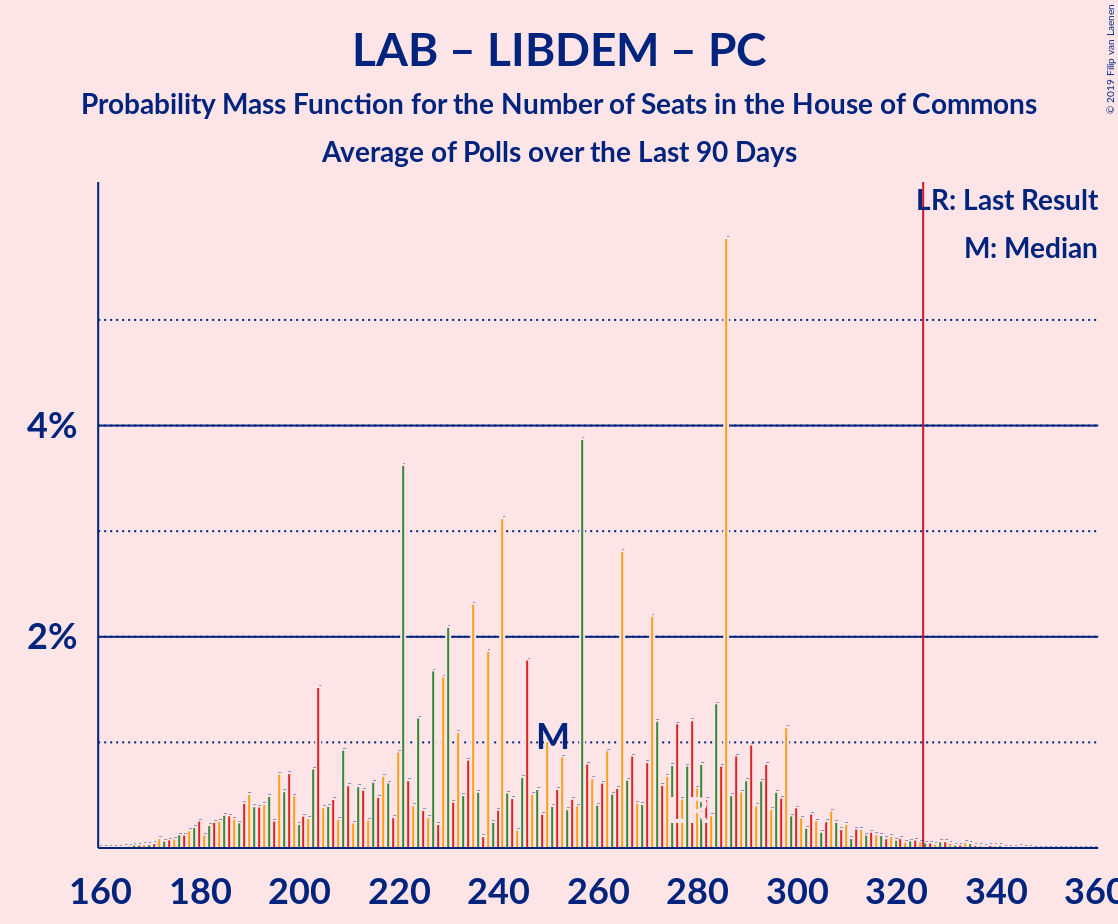 LAB – LIBDEM – PC
Probability Mass Function for the Number of Seats in the House of Commons
Average of Polls over the Last 90 Days
© 2019 Filip van Laenen
LR: Last Result
M: Median
4%
2%
M
LR
160 180 200 220 240 260 280 300 320 340 360